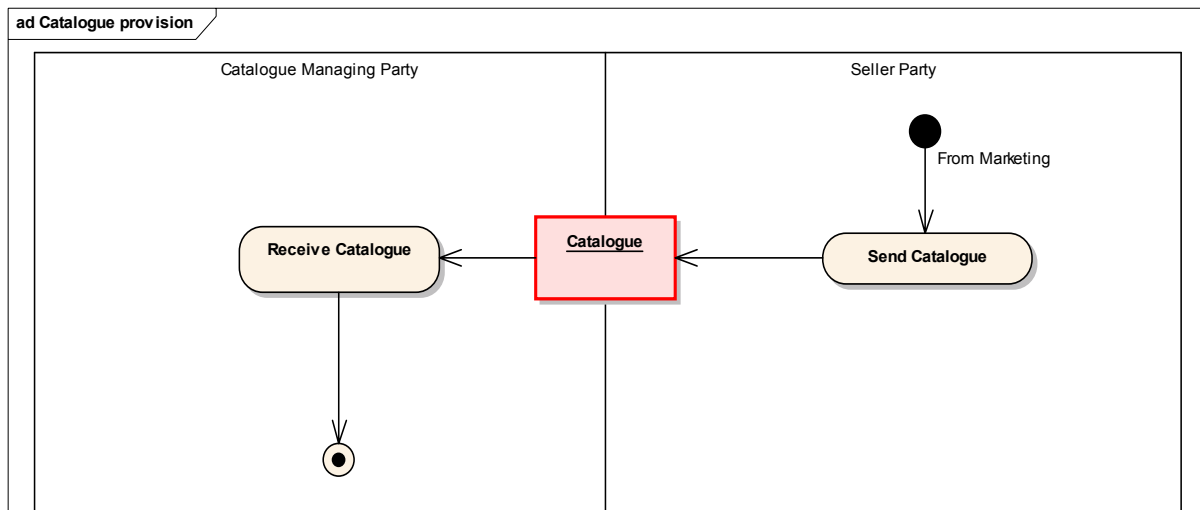 ad Catalogue provision
Catalogue Managing Party
Seller Party
From Marketing
Receive Catalogue
Catalogue
Send Catalogue